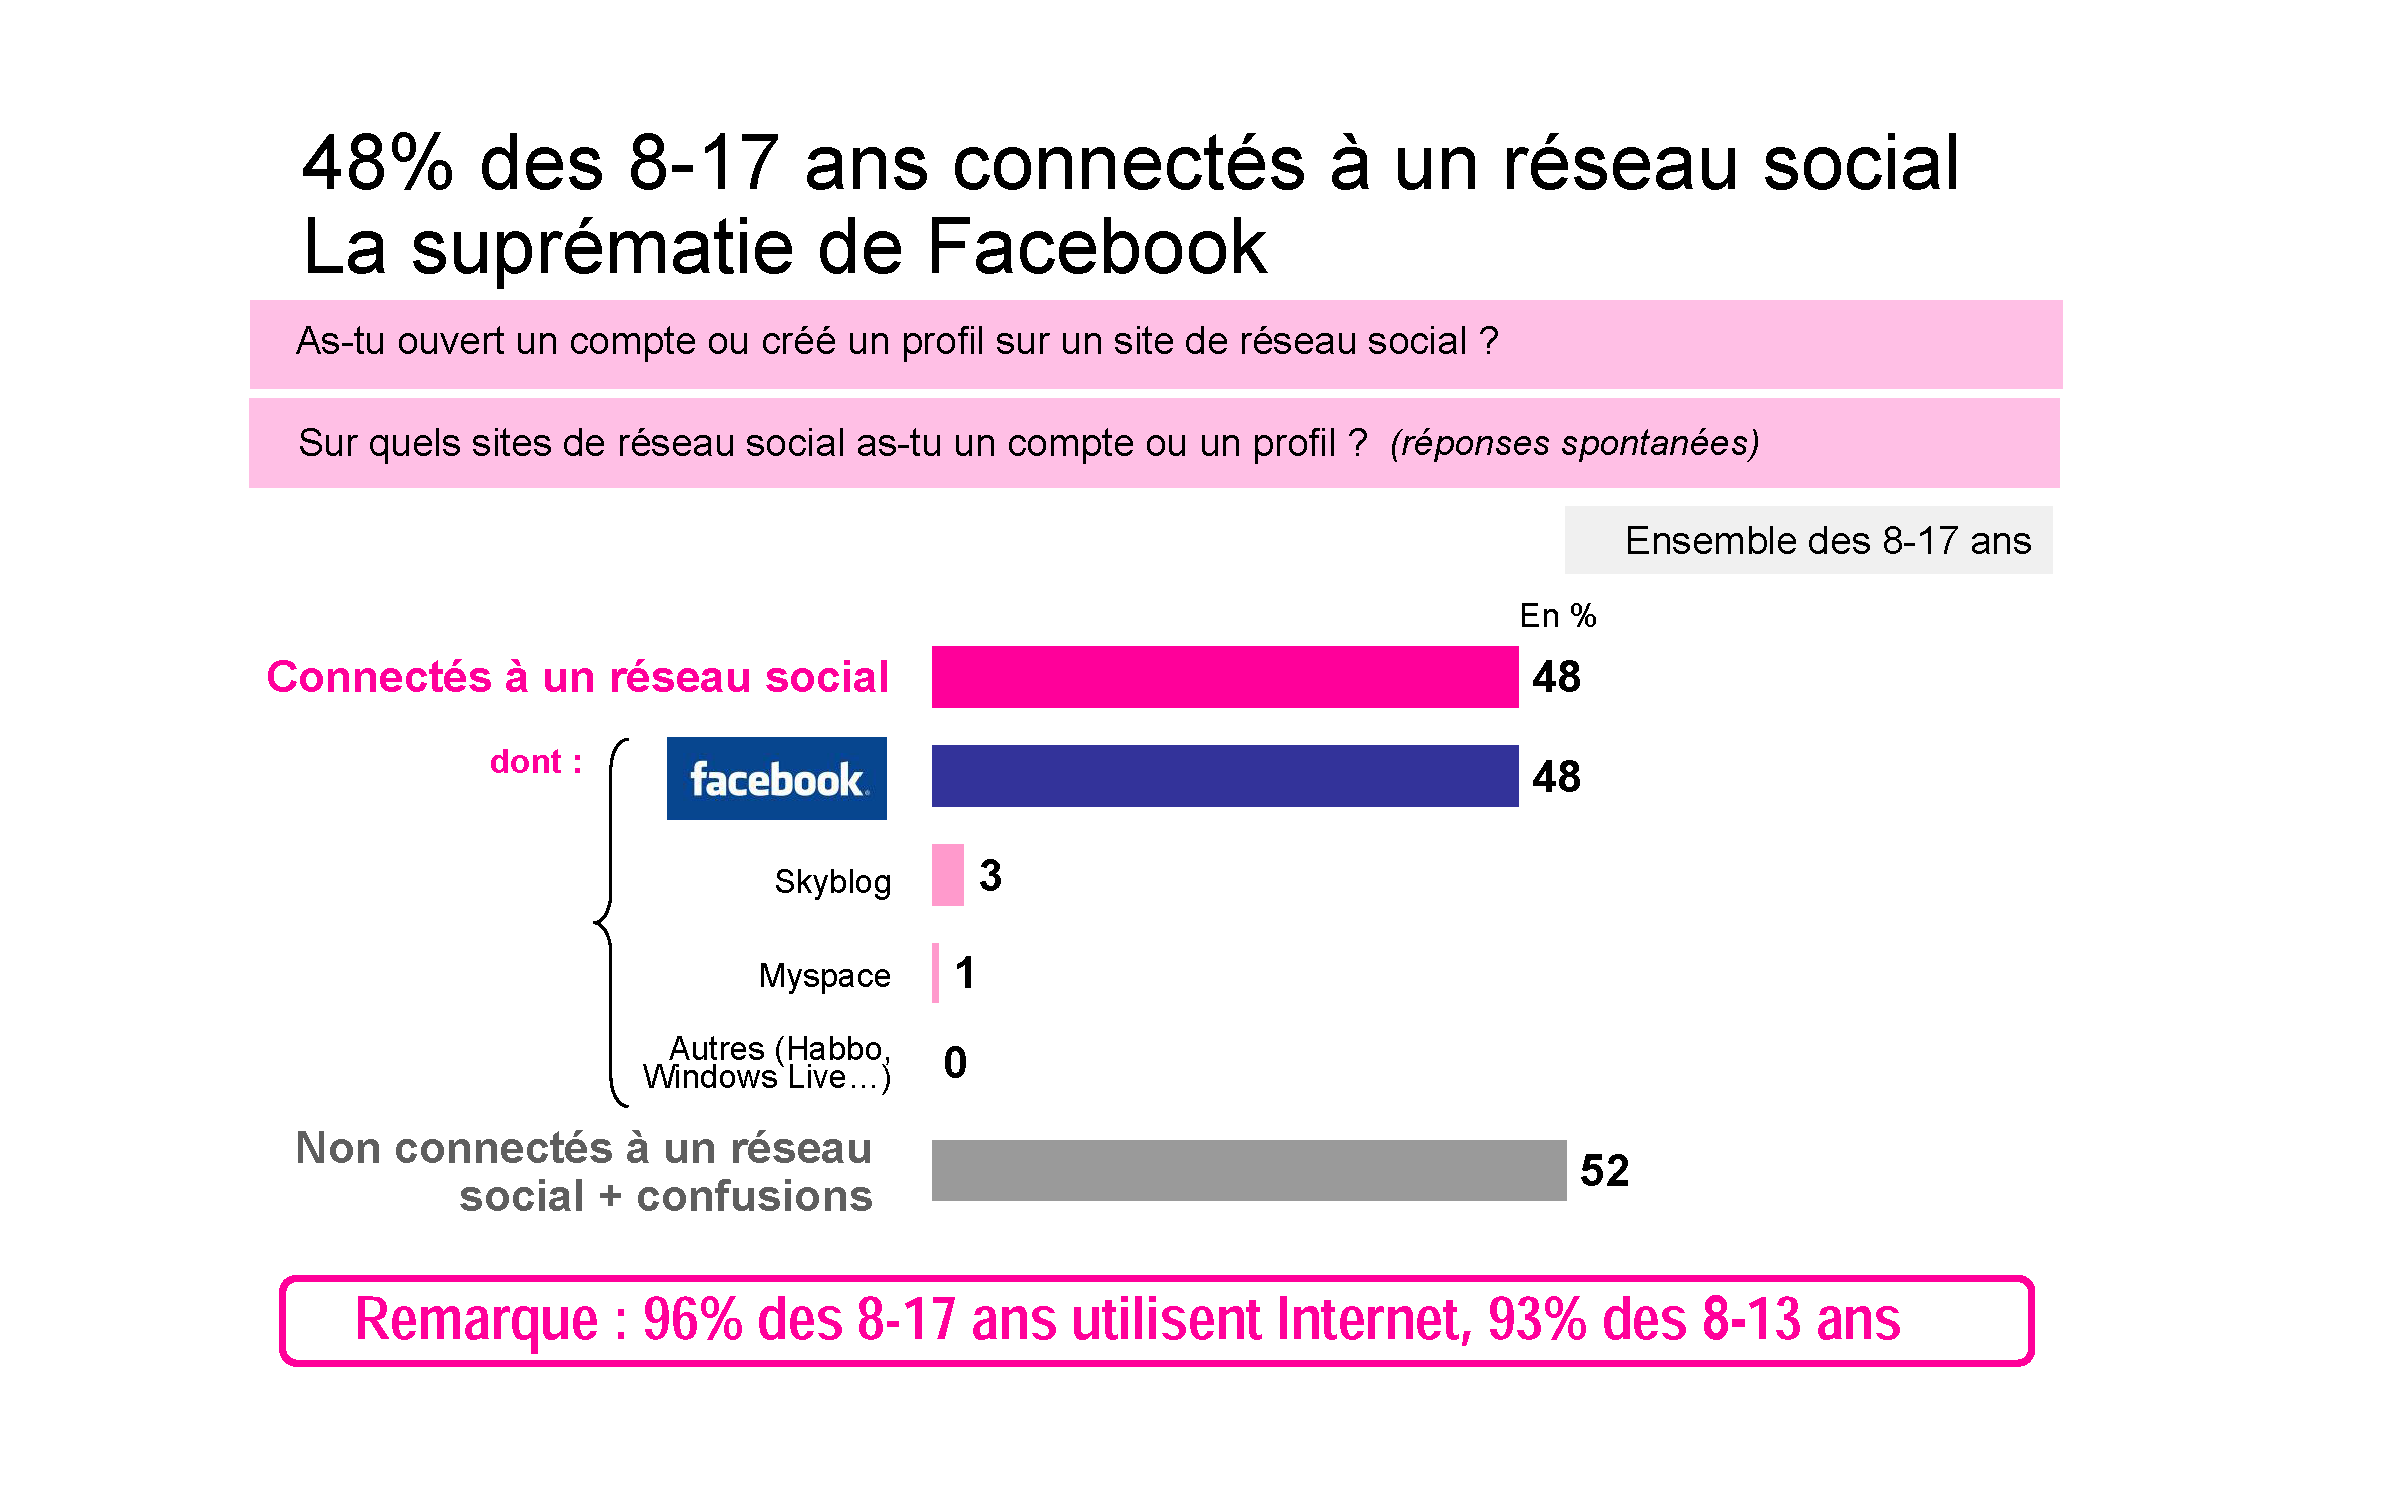 48% des 8-17 ans connectés à un réseau social
La suprématie de Facebook
As-tu ouvert un compte ou créé un profil sur un site de réseau social ?
Sur quels sites de réseau social as-tu un compte ou un profil ? (réponses spontanées)
Ensemble des 8-17 ans
En %
Connectés à un réseau social 48
dont :
facebook 48
Skyblog 3
Myspace 1
Autres (Habbo,
Windows Live…) 0
Non connectés à un réseau
social + confusions 52
Remarque : 96% des 8-17 ans utilisent Internet, 93% des 8-13 ans